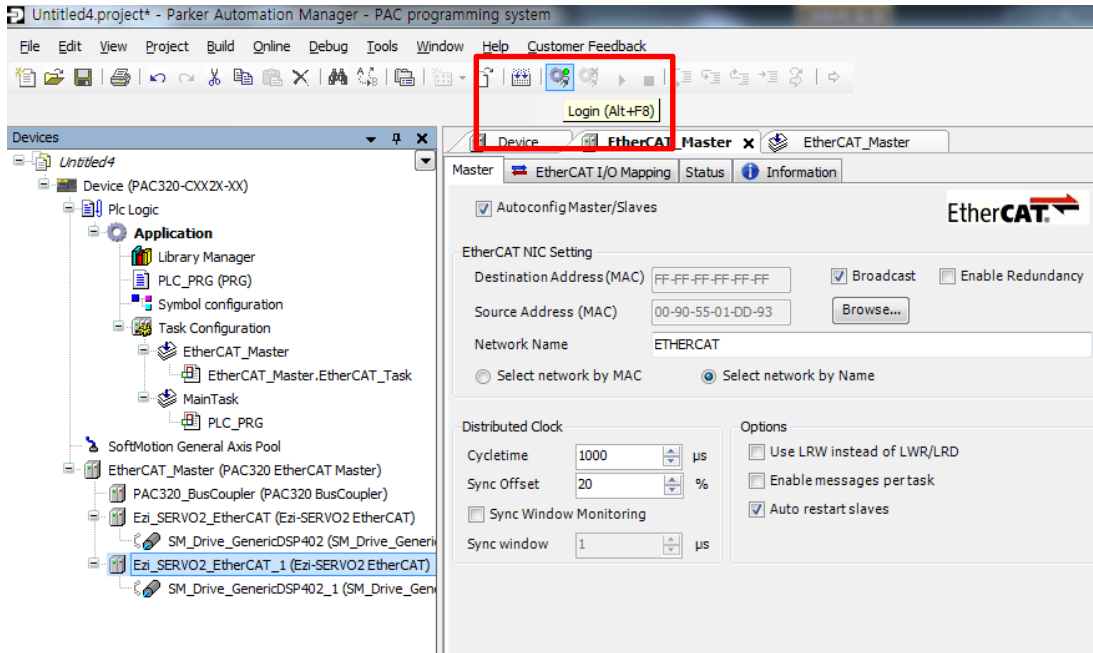 Untitled4.project* - Parker Automation Manager - PAC programming system
File Edit View Project Build Online Debug Tools Window Help Customer Feedback
Login (Alt+F8)
Devices
Device EtherCAT_Master EtherCAT_Master
Untitled4
Device (PAC320-CXX2X-XX)
Plc Logic
Application
Library Manager
PLC_PRG (PRG)
Symbol configuration
Task Configuration
EtherCAT_Master
EtherCAT_Master.EtherCAT_Task
MainTask
PLC_PRG
SoftMotion General Axis Pool
EtherCAT_Master (PAC320 EtherCAT Master)
PAC320_BusCoupler (PAC320 BusCoupler)
Ezi_SERVO2_EtherCAT (Ezi-SERVO2 EtherCAT)
SM_Drive_GenericDSP402 (SM_Drive_Generi
Ezi_SERVO2_EtherCAT_1 (Ezi-SERVO2 EtherCAT)
SM_Drive_GenericDSP402_1 (SM_Drive_Gen
Master EtherCAT I/O Mapping Status Information
Autoconfig Master/Slaves
EtherCAT.
EtherCAT NIC Setting
Destination Address (MAC) FF-FF-FF-FF-FF-FF Broadcast Enable Redundancy
Source Address (MAC) 00-90-55-01-DD-93 Browse...
Network Name ETHERCAT
Select network by MAC Select network by Name
Distributed Clock
Cycletime 1000 µs
Sync Offset 20 %
Sync Window Monitoring
Sync window 1 µs
Options
Use LRW instead of LWR/LRD
Enable messages per task
Auto restart slaves